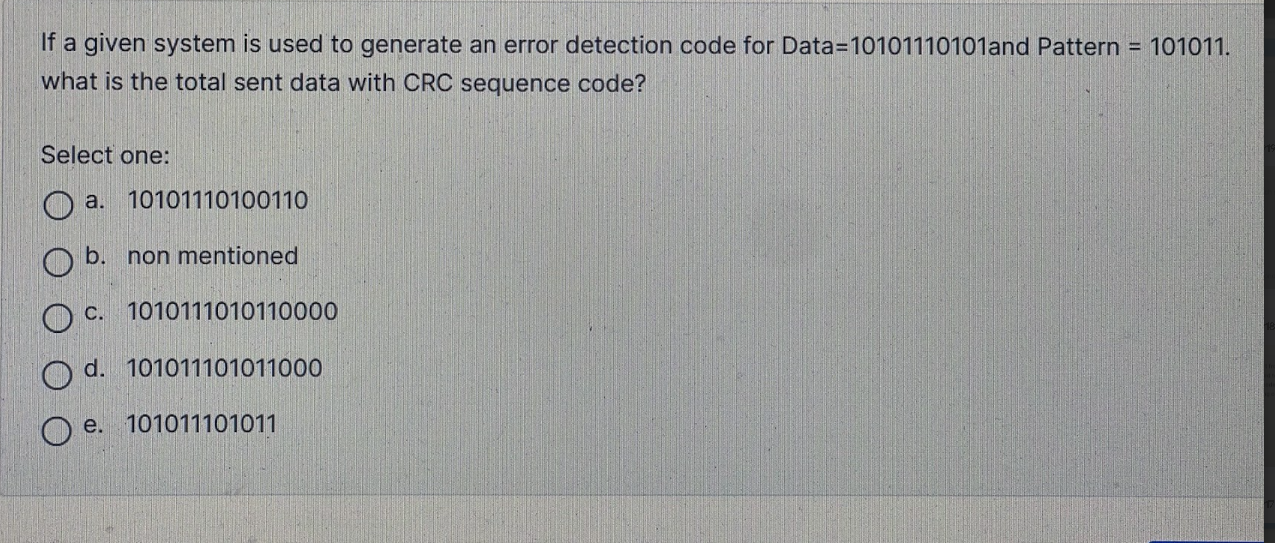 If a given system is used to generate an error detection code for Data=10101110101and Pattern = 101011.
what is the total sent data with CRC sequence code?
Select one:
a. 10101110100110
b. non mentioned
c. 1010111010110000
d. 101011101011000
e. 101011101011